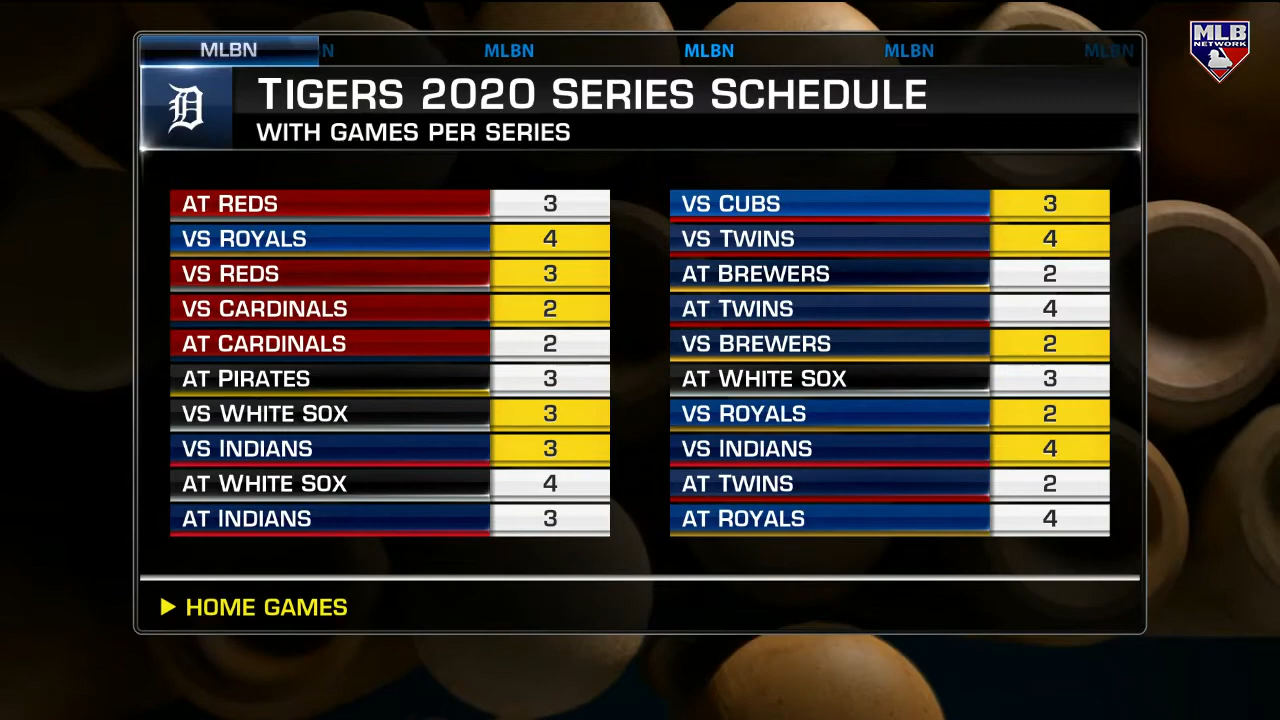 MLBN N MLBN MLBN MLBN MLBN
MLB
NETWORK
D
TIGERS 2020 SERIES SCHEDULE
WITH GAMES PER SERIES
AT REDS 3
VS ROYALS 4
VS REDS 3
VS CARDINALS 2
AT CARDINALS 2
AT PIRATES 3
VS WHITE SOX 3
VS INDIANS 3
AT WHITE SOX 4
AT INDIANS 3
VS CUBS 3
VS TWINS 4
AT BREWERS 2
AT TWINS 4
VS BREWERS 2
AT WHITE SOX 3
VS ROYALS 2
VS INDIANS 4
AT TWINS 2
AT ROYALS 4
HOME GAMES